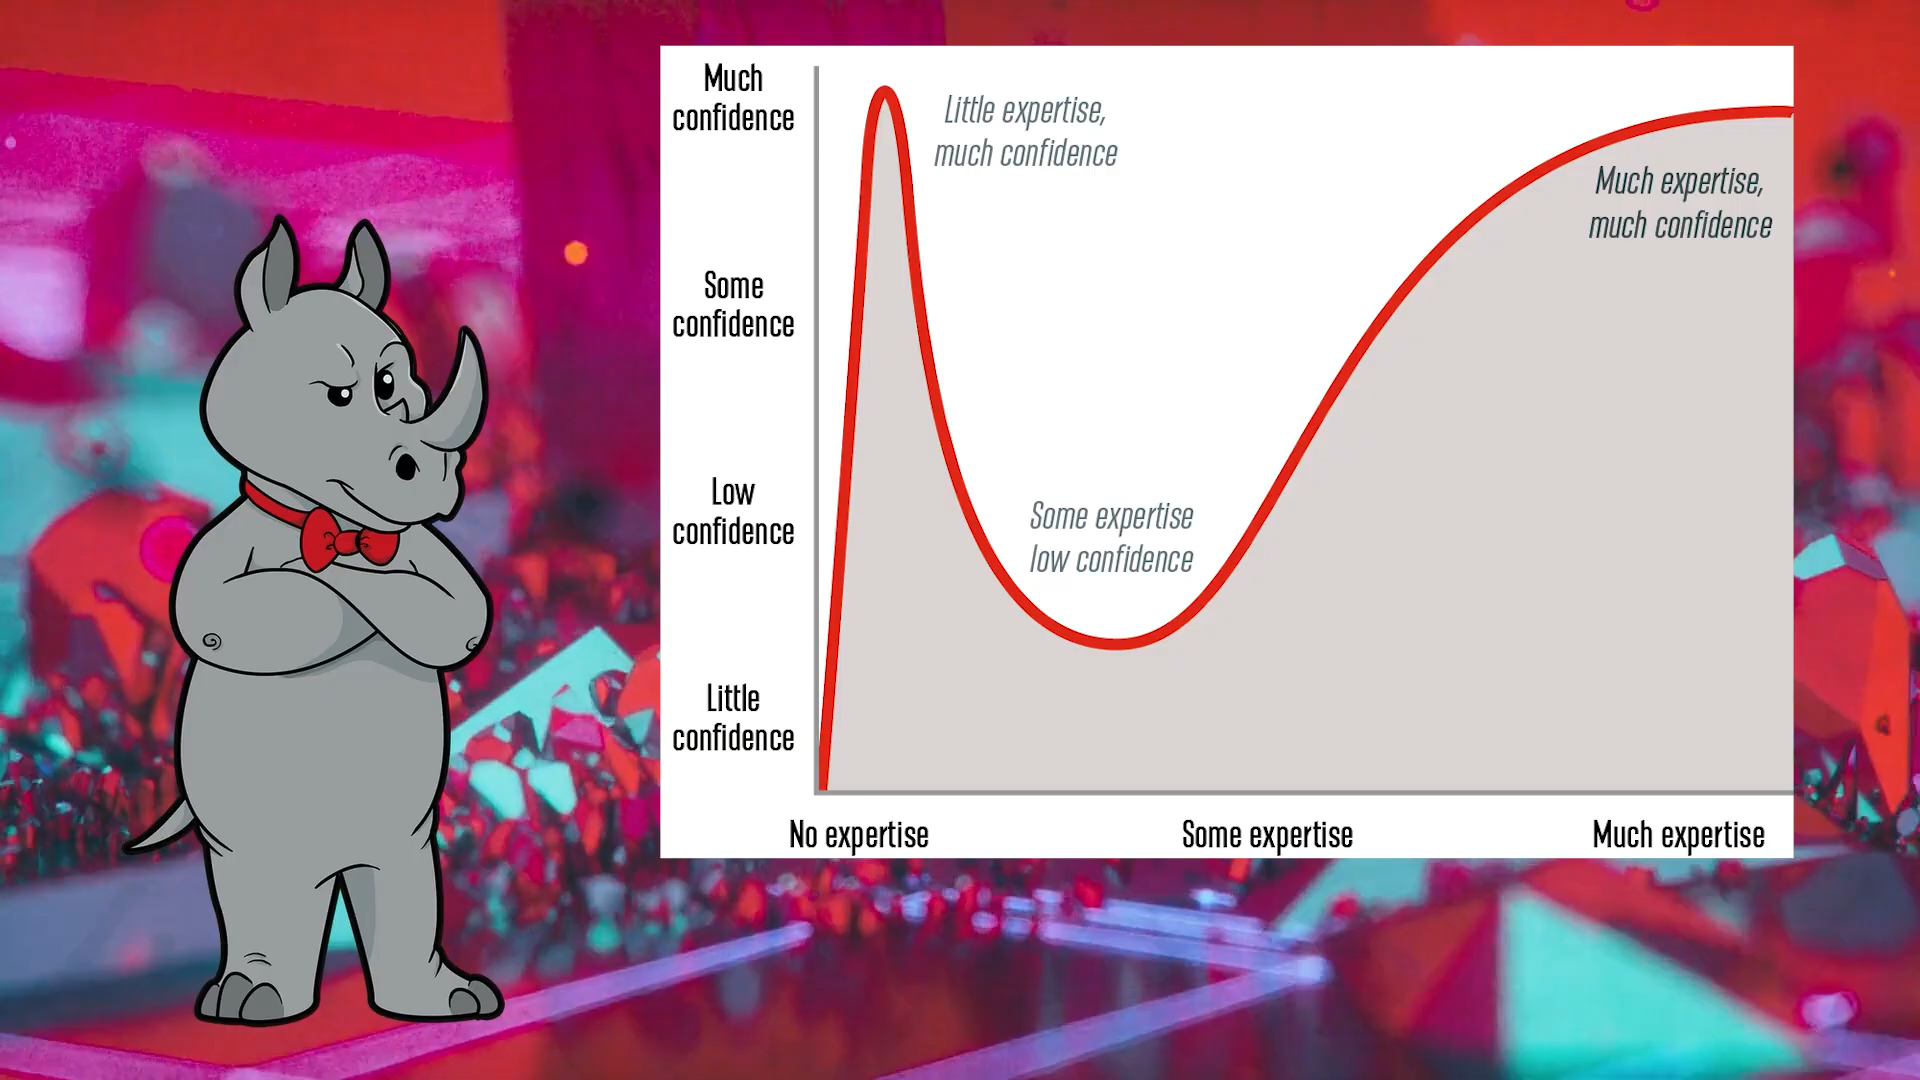 Much
confidence
Little expertise,
much confidence
Much expertise,
much confidence
Some
confidence
Low
confidence
Some expertise
low confidence
Little
confidence
No expertise
Some expertise
Much expertise